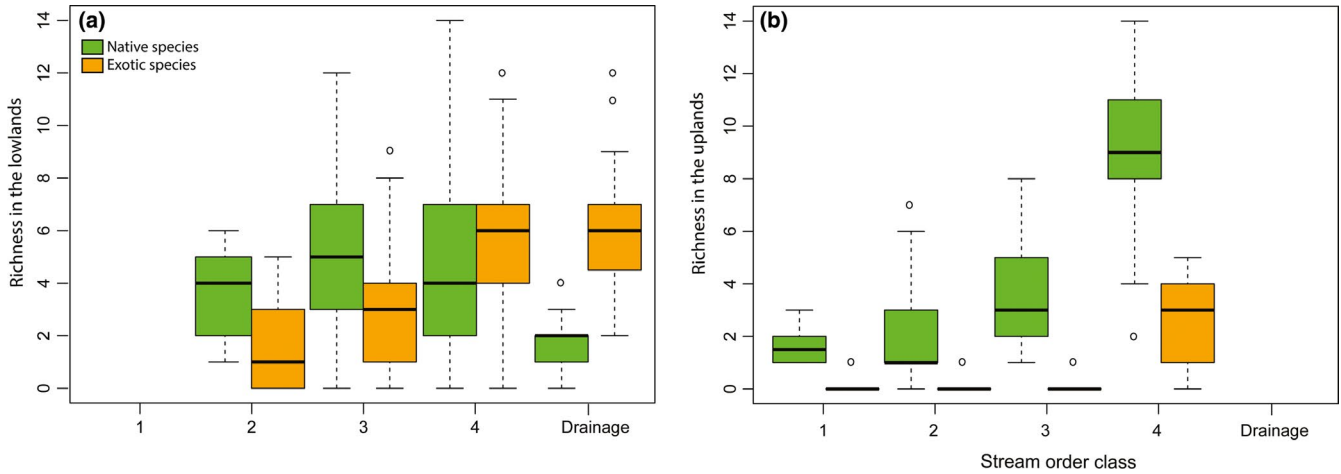 (a)
Native species
Exotic species
Richness in the lowlands
14
12
10
8
6
4
2
0
1 2 3 4 Drainage
(b)
Richness in the uplands
14
12
10
8
6
4
2
0
1 2 3 4 Drainage
Stream order class